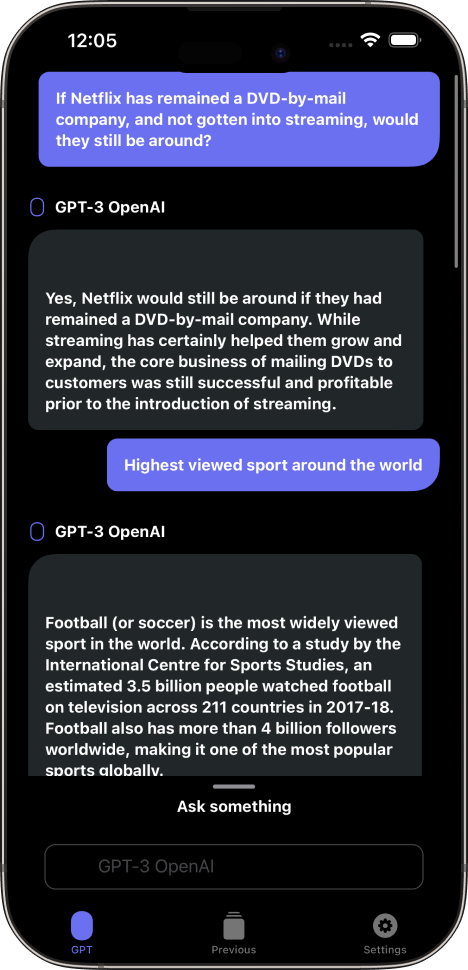 12:05
If Netflix has remained a DVD-by-mail
company, and not gotten into streaming, would
they still be around?
GPT-3 OpenAI
Yes, Netflix would still be around if they had
remained a DVD-by-mail company. While
streaming has certainly helped them grow and
expand, the core business of mailing DVDs to
customers was still successful and profitable
prior to the introduction of streaming.
Highest viewed sport around the world
GPT-3 OpenAI
Football (or soccer) is the most widely viewed
sport in the world. According to a study by the
International Centre for Sports Studies, an
estimated 3.5 billion people watched football
on television across 211 countries in 2017-18.
Football also has more than 4 billion followers
worldwide, making it one of the most popular
sports globally.
Ask something
GPT-3 OpenAI
GPT
Previous
Settings